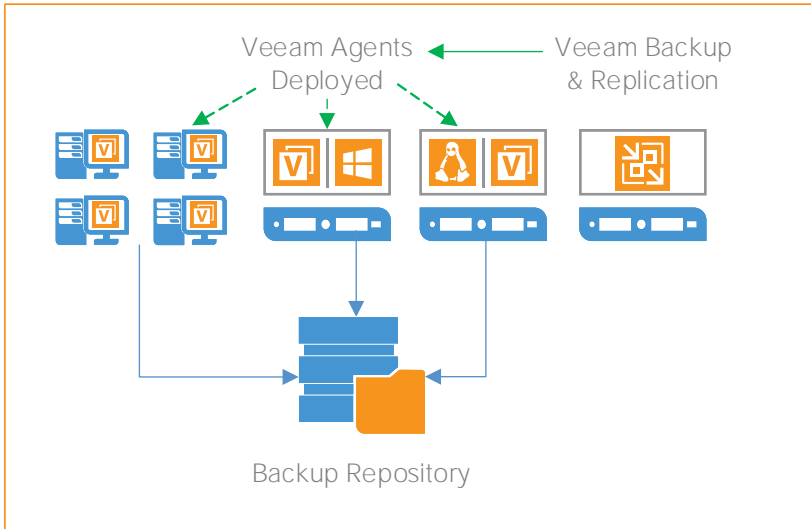 Veeam Agents
Deployed
Veeam Backup
& Replication
V
V
V
V
V
V
Backup Repository